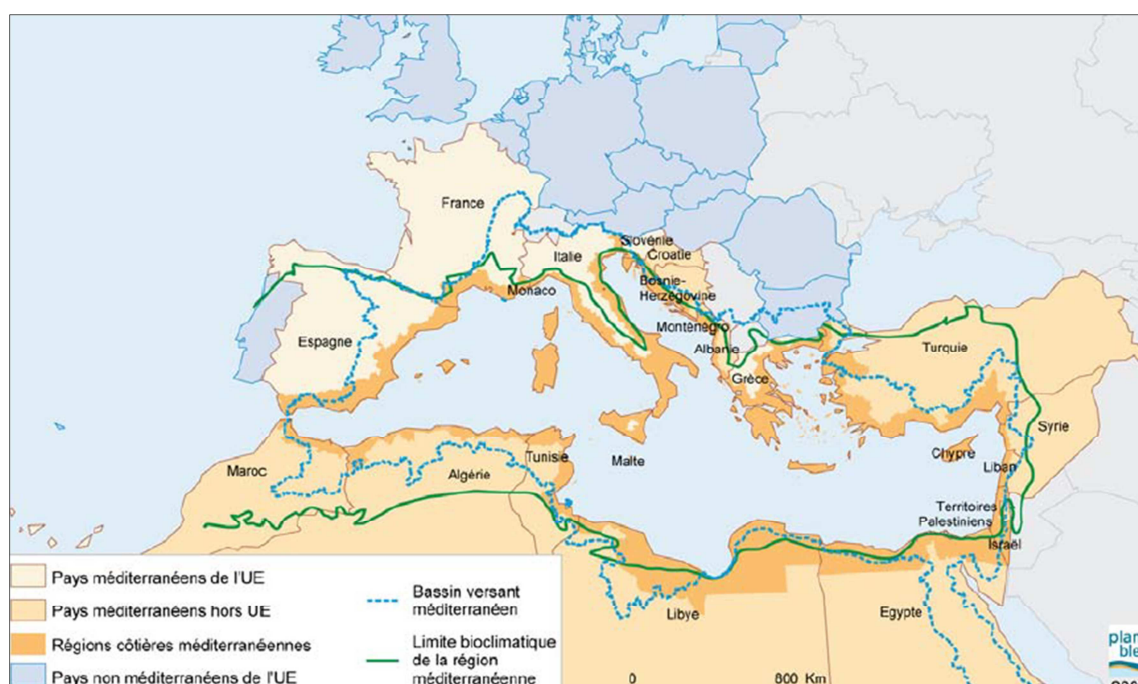 France
Slovénie
Croatie
Italie
Bosnie-
Herzégovine
Monaco
Monténégro
Espagne
Albanie
Turquie
Grèce
Syrie
Maroc
Algérie
Tunisie
Malte
Chypre
Liban
Territoires
Palestiniens
Israël
Libye
Egypte
Pays méditerranéens de l'UE
Pays méditerranéens hors UE
Régions côtières méditerranéennes
Pays non méditerranéens de l'UE
Bassin versant
méditerranéen
Limite bioclimatique
de la région
méditerranéenne
0 800 Km
plan
ble